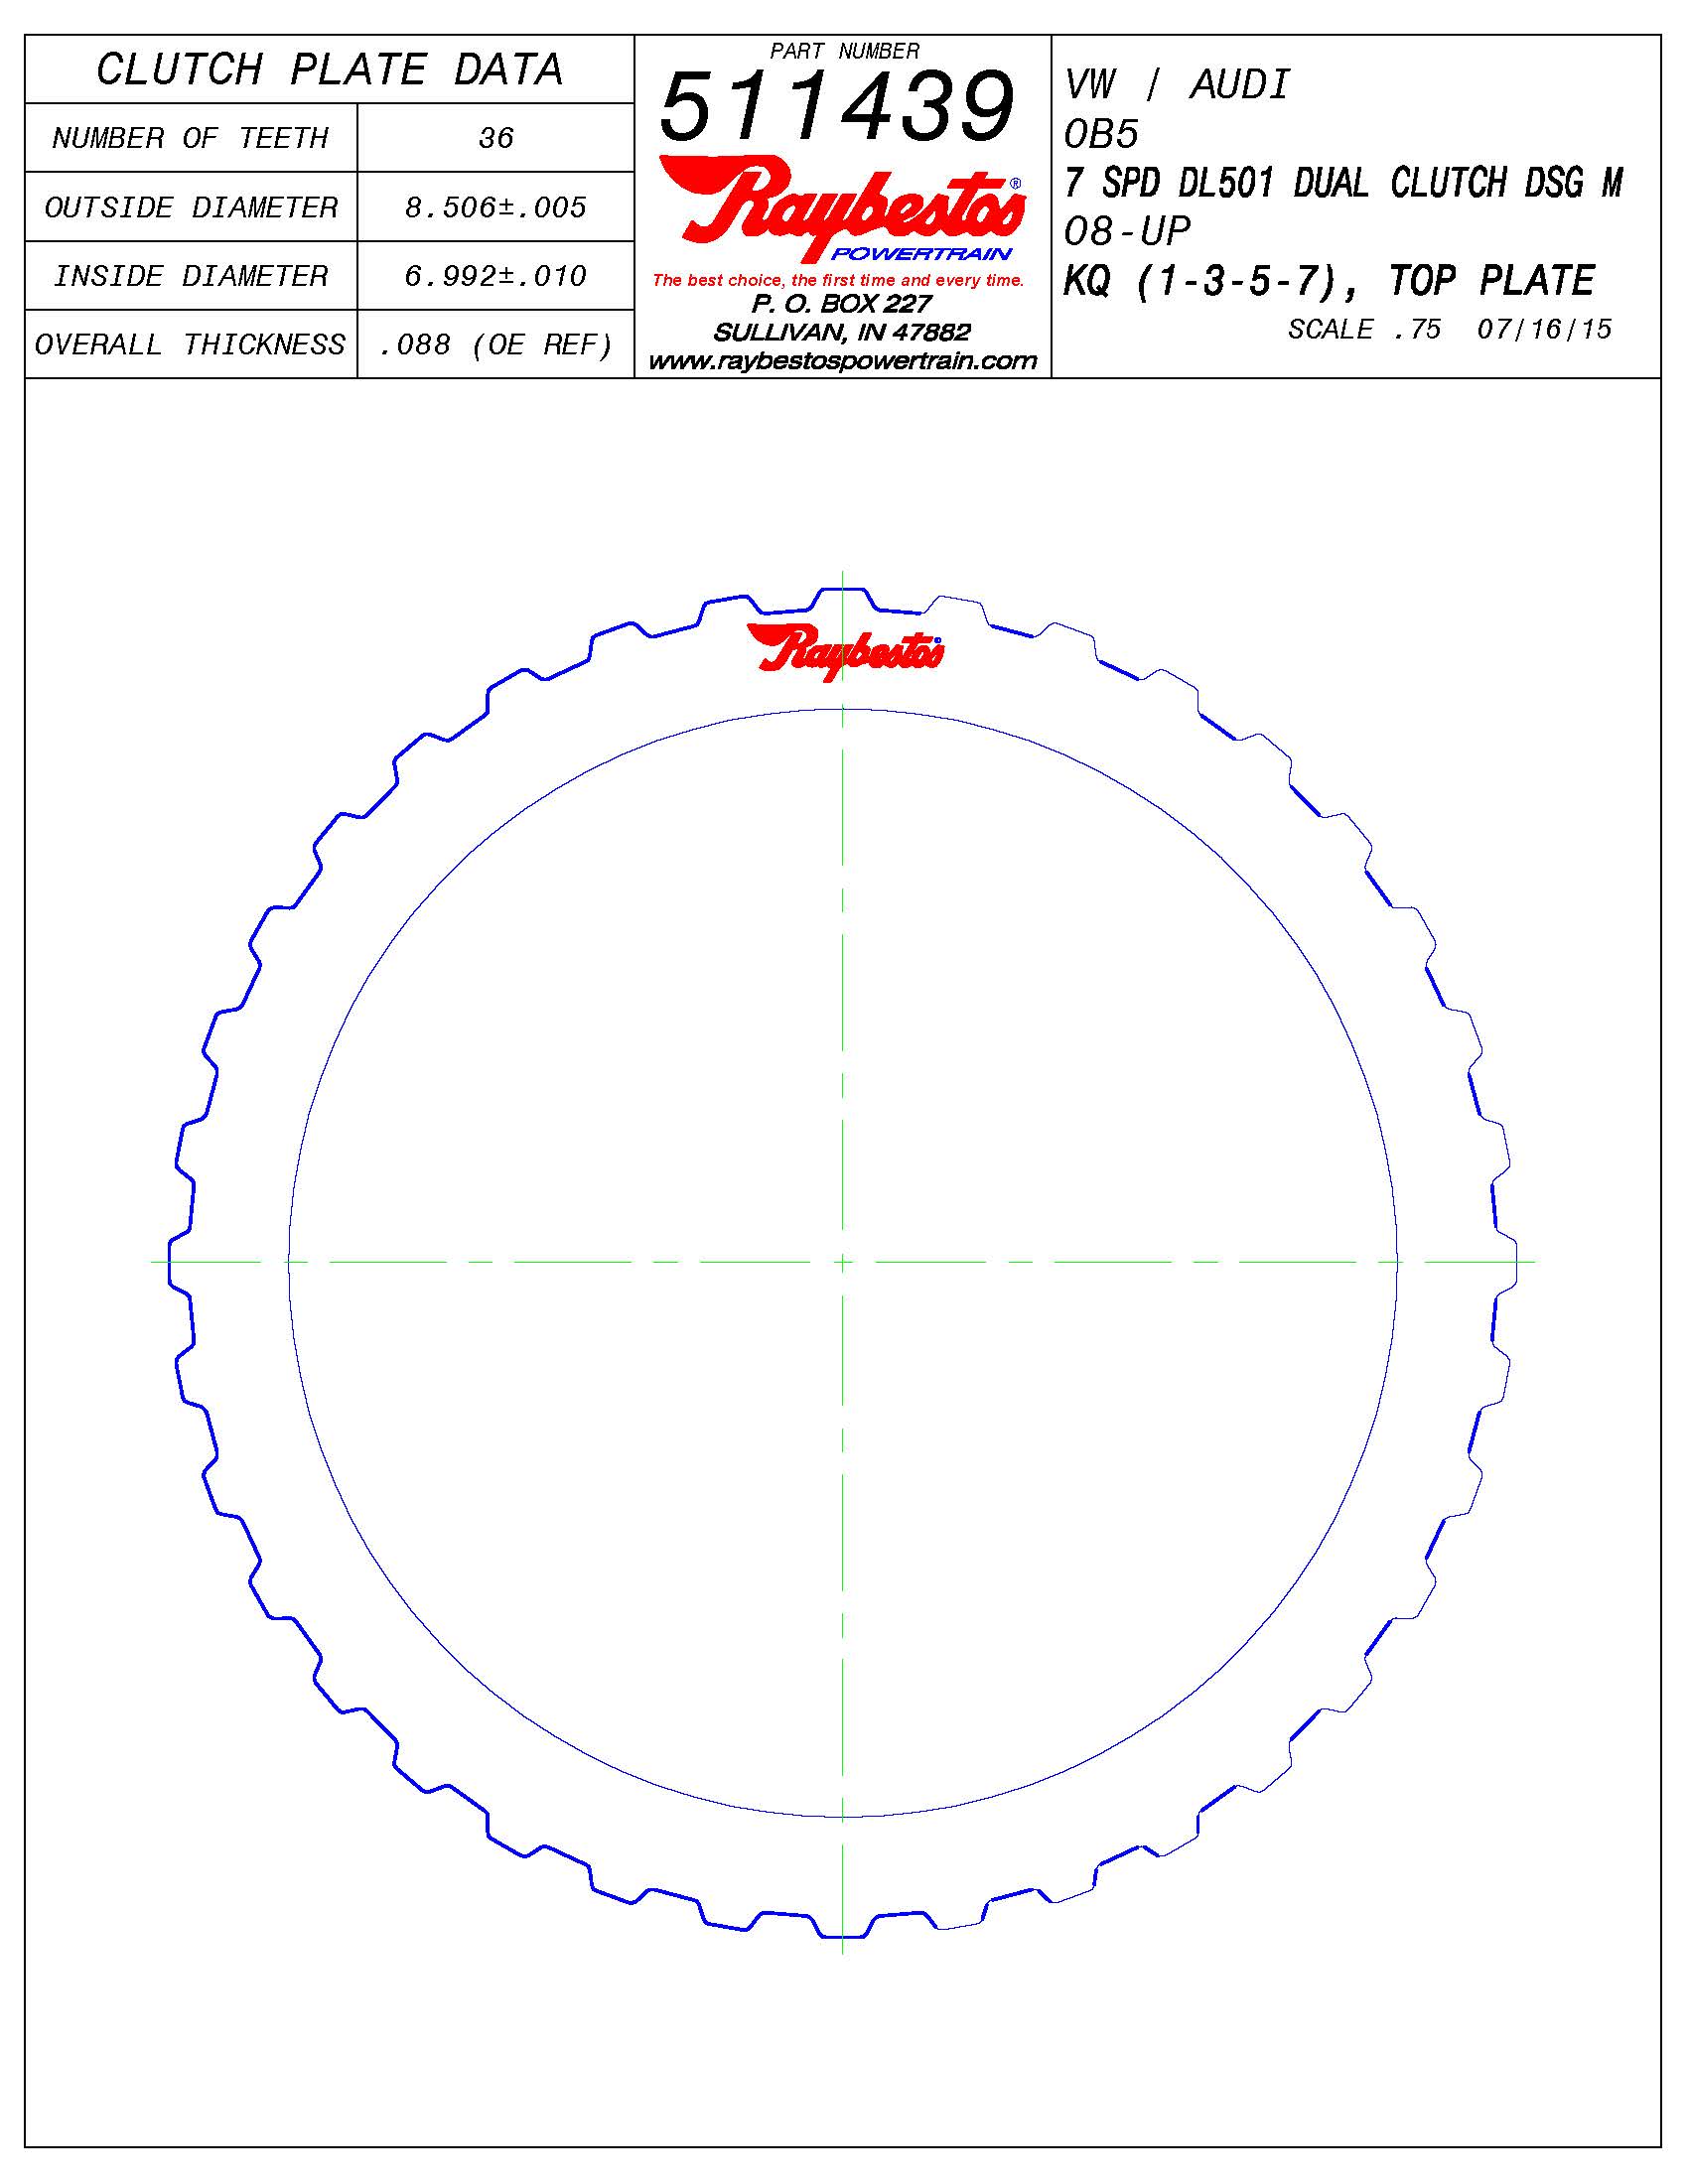 CLUTCH PLATE DATA
NUMBER OF TEETH 36
OUTSIDE DIAMETER 8.506±.005
INSIDE DIAMETER 6.992±.010
OVERALL THICKNESS .088 (OE REF)
PART NUMBER
511439
Raybestos®
POWERTRAIN
The best choice, the first time and every time.
P. O. BOX 227
SULLIVAN, IN 47882
www.raybestospowertrain.com
VW / AUDI
0B5
7 SPD DL501 DUAL CLUTCH DSG M
08-UP
KQ (1-3-5-7), TOP PLATE
SCALE .75 07/16/15
Raybestos